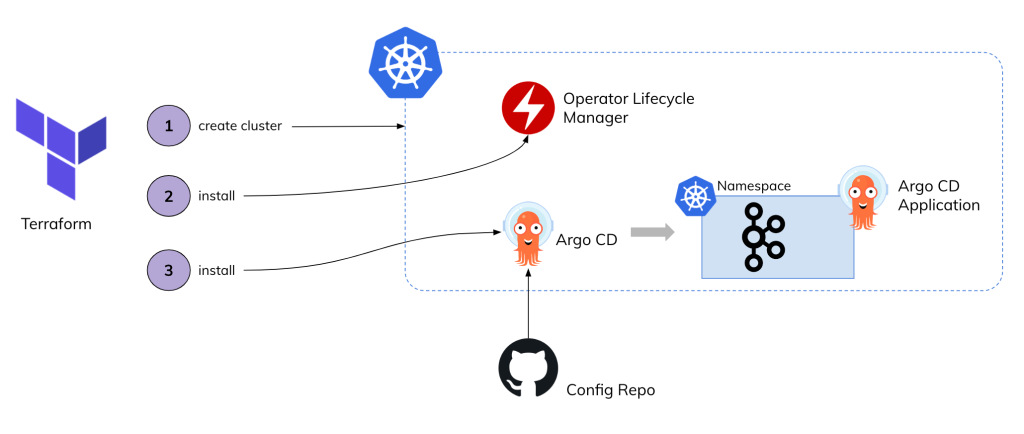 Terraform
1 create cluster
2 install
3 install
Operator Lifecycle
Manager
Argo CD
Namespace
Argo CD
Application
Config Repo